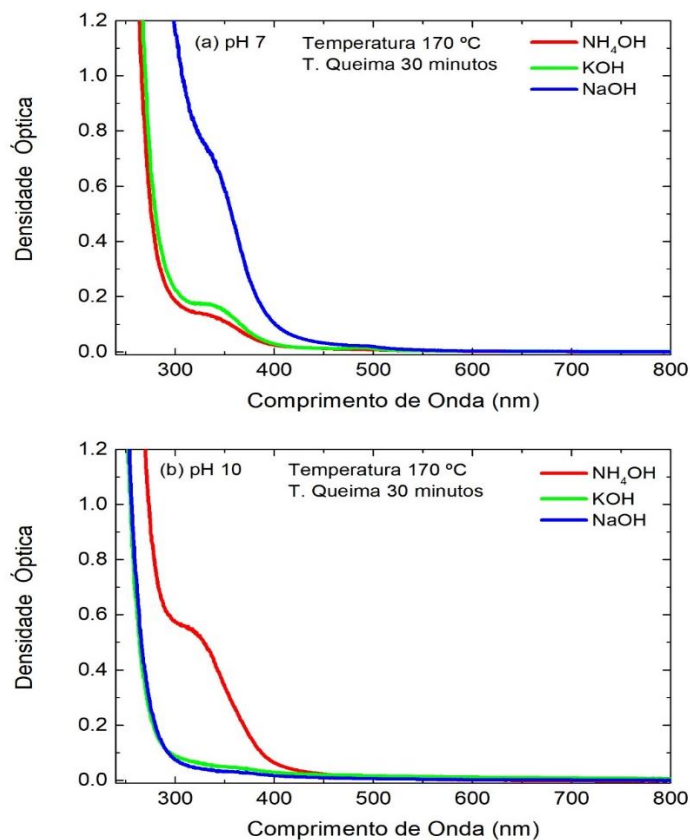 (a) pH 7
Temperatura 170 ºC
T. Queima 30 minutos
NH₄OH
KOH
NaOH
Densidade Óptica
1.2
1.0
0.8
0.6
0.4
0.2
0.0
300 400 500 600 700 800
Comprimento de Onda (nm)
(b) pH 10
Temperatura 170 ºC
T. Queima 30 minutos
NH₄OH
KOH
NaOH
Densidade Óptica
1.2
1.0
0.8
0.6
0.4
0.2
0.0
300 400 500 600 700 800
Comprimento de Onda (nm)